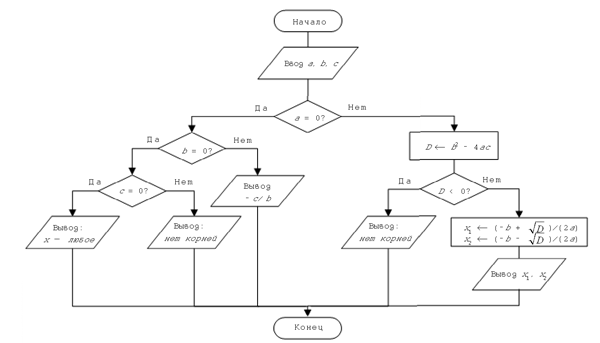 Начало
Ввод a, b, c
a = 0?
Да
Нет
b = 0?
D ← B² - 4ac
Да
Нет
c = 0?
Вывод
- c/b
D < 0?
Да
Нет
Да
Нет
Вывод:
x - любое
Вывод:
нет корней
Вывод:
нет корней
x₁ ← (-b + √D)/(2a)
x₂ ← (-b - √D)/(2a)
Вывод x₁, x₂
Конец